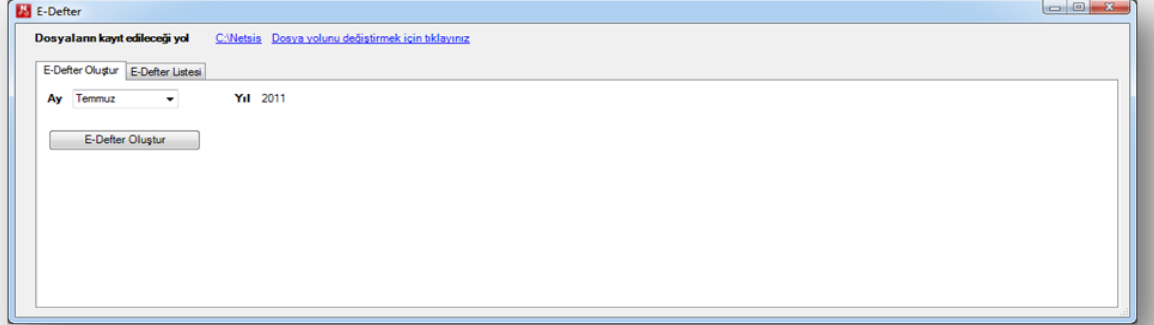 E-Defter
Dosyaların kayıt edileceği yol C:\Netsis Dosya yolunu değiştirmek için tıklayınız
E-Defter Oluştur E-Defter Listesi
Ay Temmuz Yıl 2011
E-Defter Oluştur